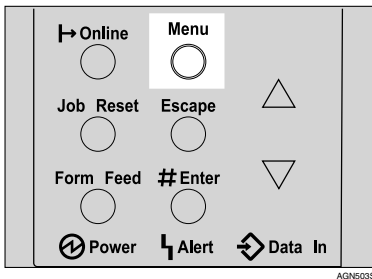 Online Menu
Job Reset Escape
Form Feed # Enter
Power Alert Data In
AGN503S